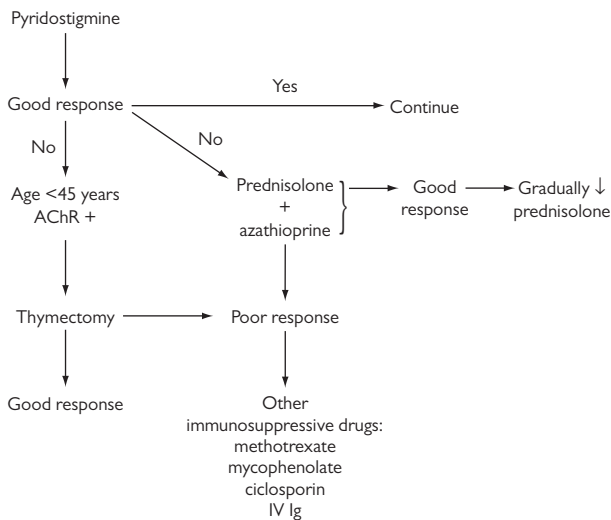 Pyridostigmine
Good response
Yes
Continue
No
No
Age <45 years
AChR +
Prednisolone
+
azathioprine
}
Good
response
Gradually ↓
prednisolone
Thymectomy
Poor response
Good response
Other
immunosuppressive drugs:
methotrexate
mycophenolate
ciclosporin
IV Ig